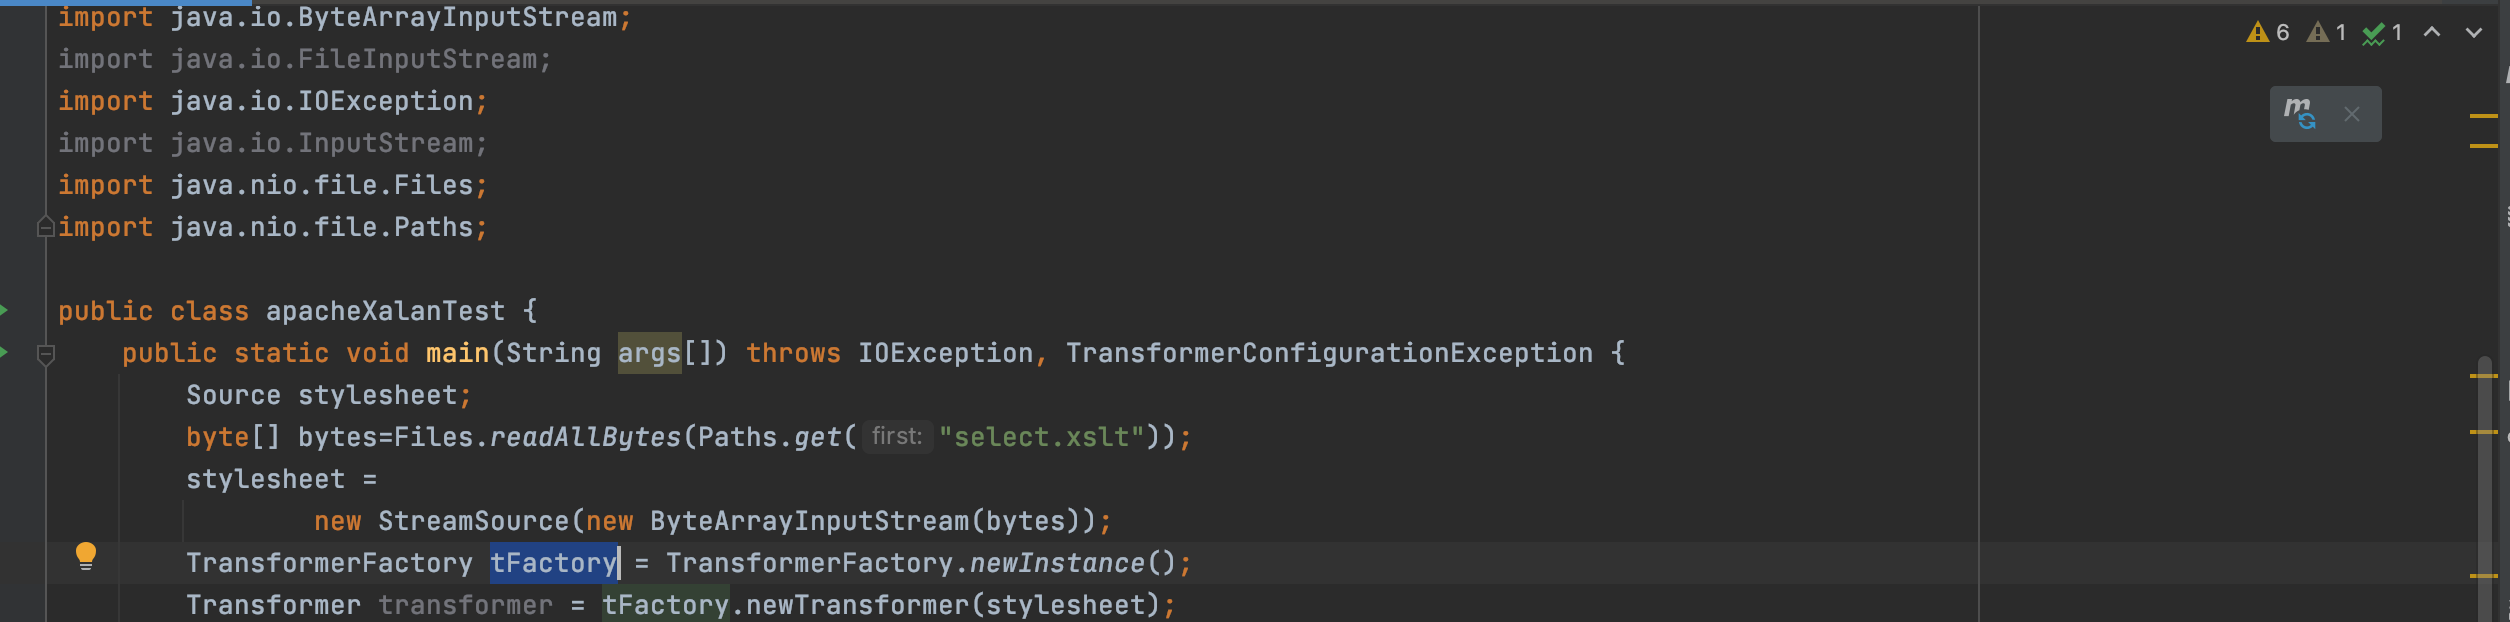 import java.io.ByteArrayInputStream;
6 1 1
import java.io.FileInputStream;
import java.io.IOException;
m
import java.io.InputStream;
import java.nio.file.Files;
import java.nio.file.Paths;
public class apacheXalanTest {
public static void main(String args[]) throws IOException, TransformerConfigurationException {
Source stylesheet;
byte[] bytes=Files.readAllBytes(Paths.get( first: "select.xslt"));
stylesheet =
new StreamSource(new ByteArrayInputStream(bytes));
TransformerFactory tFactory = TransformerFactory.newInstance();
Transformer transformer = tFactory.newTransformer(stylesheet);